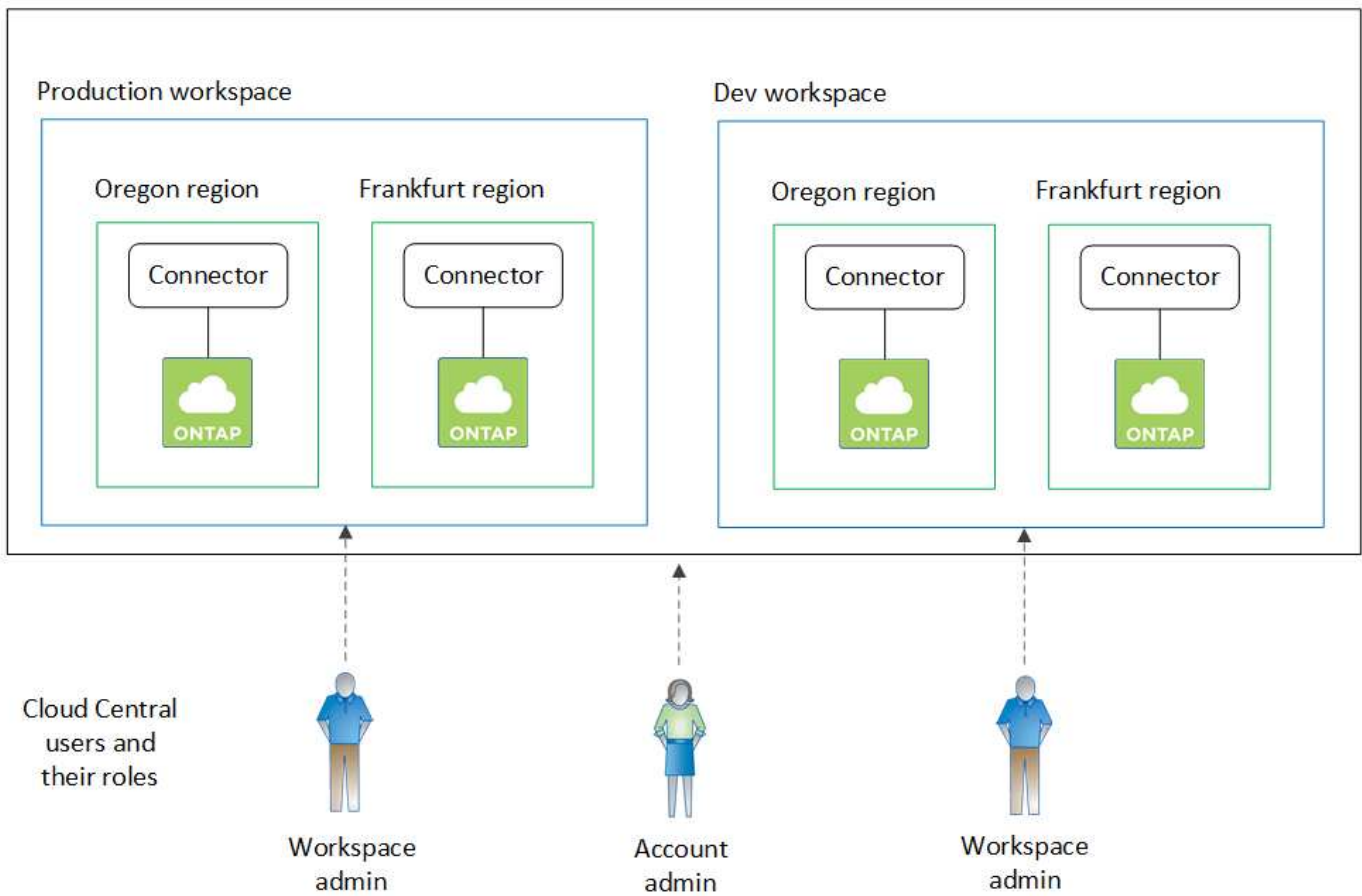 Production workspace
Dev workspace
Oregon region
Frankfurt region
Oregon region
Frankfurt region
Connector
Connector
Connector
Connector
ONTAP
ONTAP
ONTAP
ONTAP
Cloud Central
users and
their roles
Workspace
admin
Account
admin
Workspace
admin